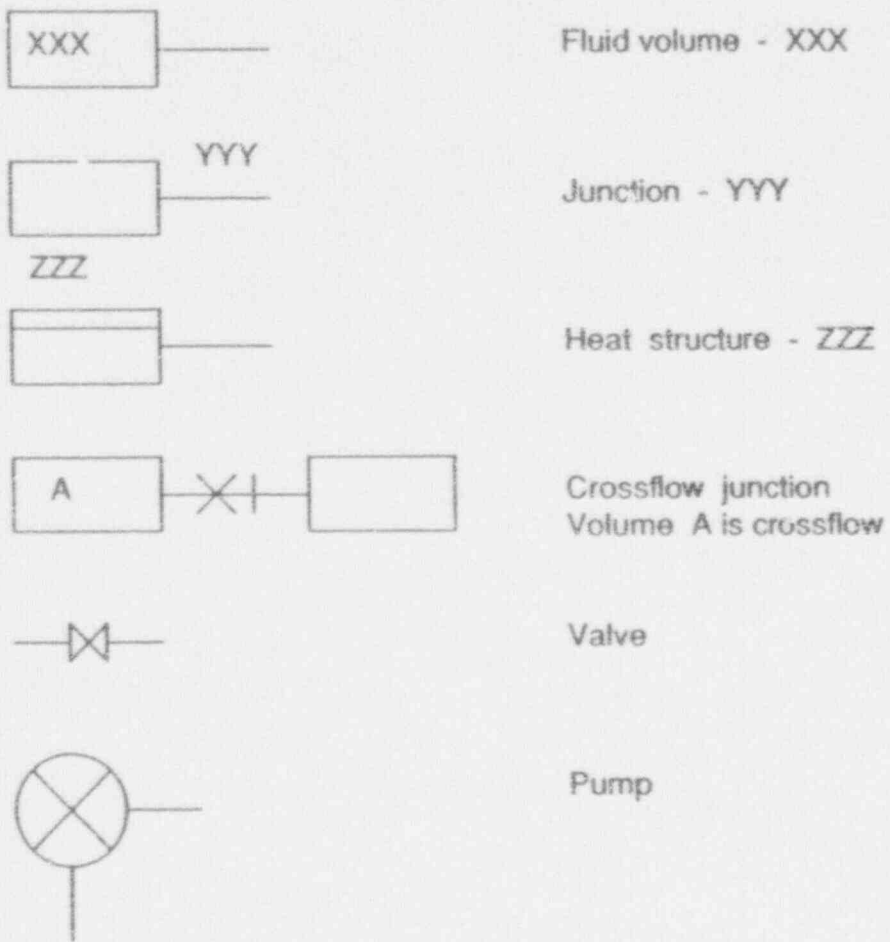 XXX
Fluid volume - XXX
YYY
Junction - YYY
ZZZ
Heat structure - ZZZ
A
Crossflow junction
Volume A is crossflow
Valve
Pump